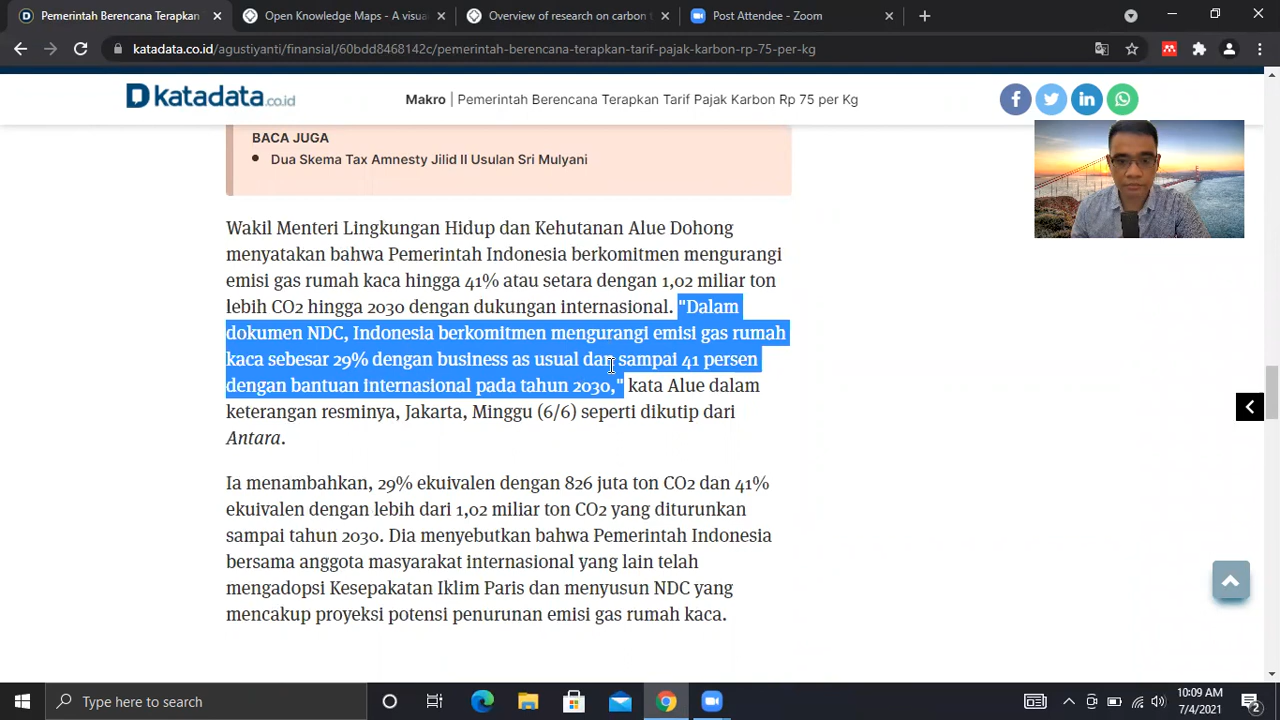 Pemerintah Berencana Terapkan
Open Knowledge Maps - A visua
Overview of research on carbon t
Post Attendee - Zoom
katadata.co.id/agustiyanti/finansial/60bdd8468142c/pemerintah-berencana-terapkan-tarif-pajak-karbon-rp-75-per-kg
katadata.co.id
Makro | Pemerintah Berencana Terapkan Tarif Pajak Karbon Rp 75 per Kg
BACA JUGA
Dua Skema Tax Amnesty Jilid II Usulan Sri Mulyani
Wakil Menteri Lingkungan Hidup dan Kehutanan Alue Dohong
menyatakan bahwa Pemerintah Indonesia berkomitmen mengurangi
emisi gas rumah kaca hingga 41% atau setara dengan 1,02 miliar ton
lebih CO2 hingga 2030 dengan dukungan internasional. "Dalam
dokumen NDC, Indonesia berkomitmen mengurangi emisi gas rumah
kaca sebesar 29% dengan business as usual dan sampai 41 persen
dengan bantuan internasional pada tahun 2030," kata Alue dalam
keterangan resminya, Jakarta, Minggu (6/6) seperti dikutip dari
Antara.
Ia menambahkan, 29% ekuivalen dengan 826 juta ton CO2 dan 41%
ekuivalen dengan lebih dari 1,02 miliar ton CO2 yang diturunkan
sampai tahun 2030. Dia menyebutkan bahwa Pemerintah Indonesia
bersama anggota masyarakat internasional yang lain telah
mengadopsi Kesepakatan Iklim Paris dan menyusun NDC yang
mencakup proyeksi potensi penurunan emisi gas rumah kaca.
Type here to search
10:09 AM
7/4/2021
2